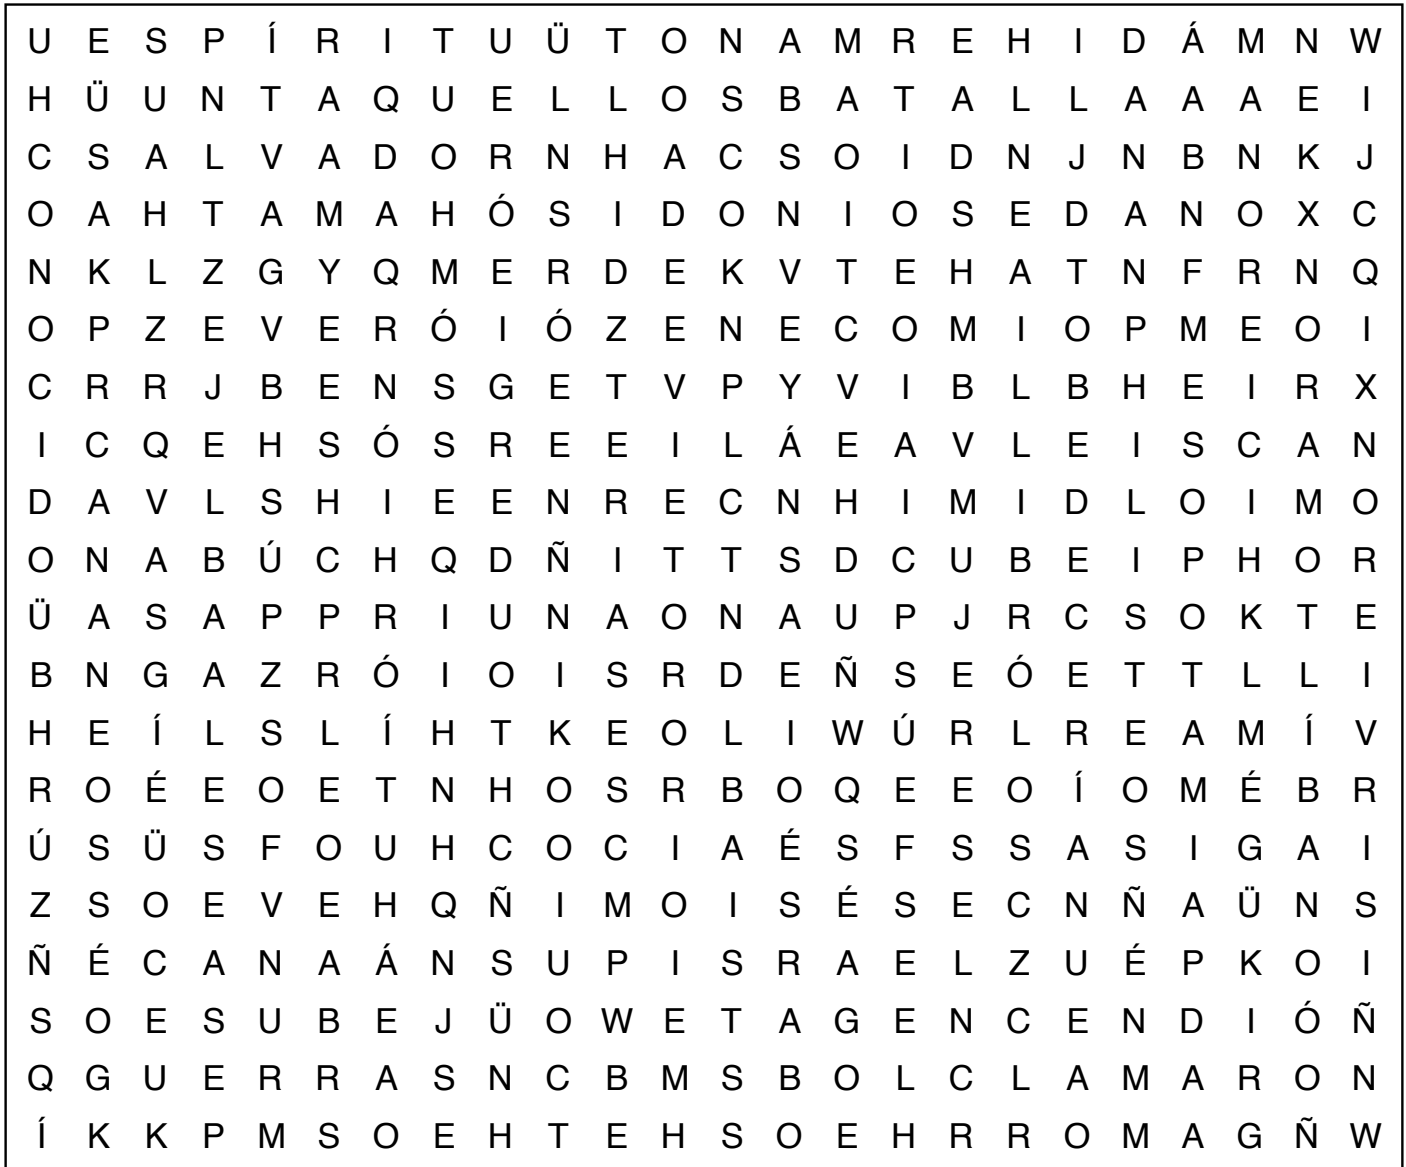 U E S P Í R I T U Ü T O N A M R E H I D Á M N W
H Ü U N T A Q U E L L O S B A T A L L A A A E I
C S A L V A D O R N H A C S O I D N J N B N K J
O A H T A M A H Ó S I D O N I O S E D A N O X C
N K L Z G Y Q M E R D E K V T E H A T N F R N Q
O P Z E V E R Ó I Ó Z E N E C O M I O P M E O I
C R R J B E N S G E T V P Y V I B L B H E I R X
I C Q E H S Ó S R E E I L Á E A V L E I S C A N
D A V L S H I E E N R E C N H I M I D L O I M O
O N A B Ú C H Q D Ñ I T T S D C U B E I P H O R
Ü A S A P P R I U N A O N A U P J R C S O K T E
B N G A Z R Ó I O I S R D E Ñ S E Ó E T T L L I
H E Í L S L Í H T K E O L I W Ú R L R E A M Í V
R O É E O E T N H O S R B O Q E E O Í O M É B R
Ú S Ü S F O U H C O C I A É S F S S A S I G A I
Z S O E V E H Q Ñ I M O I S É S E C N Ñ A Ü N S
Ñ É C A N A Á N S U P I S R A E L Z U É P K O I
S O E S U B E J Ü O W E T A G E N C E N D I Ó Ñ
Q G U E R R A S N C B M S B O L C L A M A R O N
Í K K P M S O E H T E H S O E H R R O M A G Ñ W